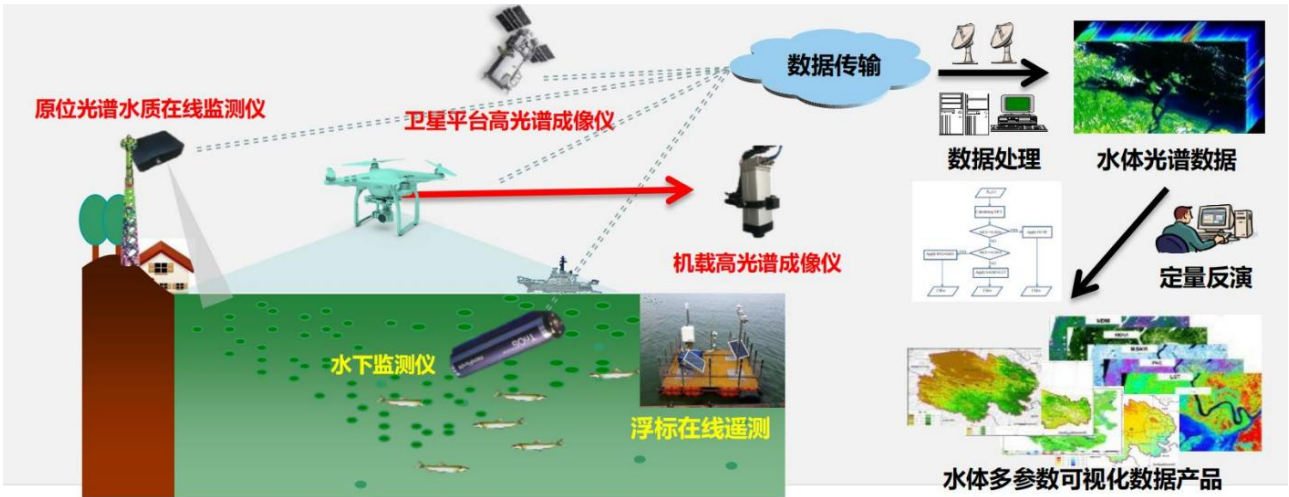 数据传输
原位光谱水质在线监测仪
卫星平台高光谱成像仪
数据处理
水体光谱数据
机载高光谱成像仪
定量反演
水下监测仪
TriOS
浮标在线遥测
水体多参数可视化数据产品